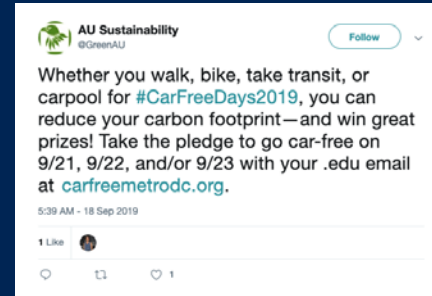 AU Sustainability
@GreenAU
Follow
Whether you walk, bike, take transit, or
carpool for #CarFreeDays2019, you can
reduce your carbon footprint—and win great
prizes! Take the pledge to go car-free on
9/21, 9/22, and/or 9/23 with your .edu email
at carfreemetrodc.org.
5:39 AM - 18 Sep 2019
1 Like
1